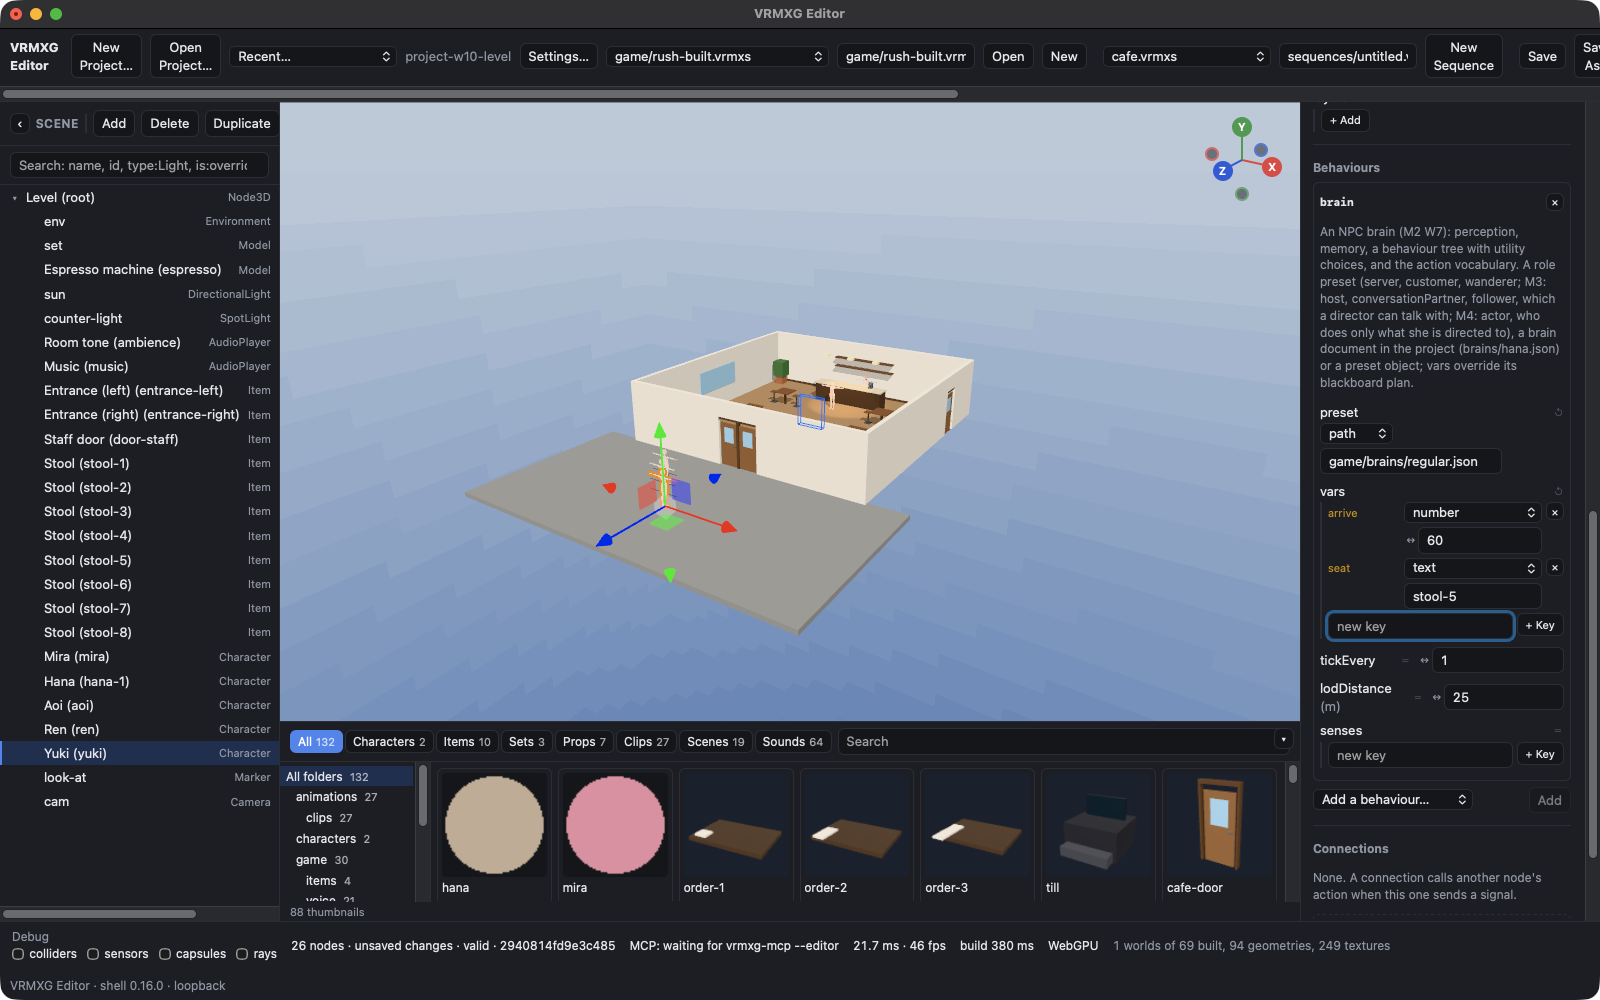 VRMXG Editor
VRMXG Editor
New Project...
Open Project...
Recent...
project-w10-level
Settings...
game/rush-built.vrmxs
game/rush-built.vrm
Open
New
cafe.vrmxs
sequences/untitled.
New Sequence
Save
‹ SCENE
Add
Delete
Duplicate
Search: name, id, type:Light, is:overri
Level (root) Node3D
env Environment
set Model
Espresso machine (espresso) Model
sun DirectionalLight
counter-light SpotLight
Room tone (ambience) AudioPlayer
Music (music) AudioPlayer
Entrance (left) (entrance-left) Item
Entrance (right) (entrance-right) Item
Staff door (door-staff) Item
Stool (stool-1) Item
Stool (stool-2) Item
Stool (stool-3) Item
Stool (stool-4) Item
Stool (stool-5) Item
Stool (stool-6) Item
Stool (stool-7) Item
Stool (stool-8) Item
Mira (mira) Character
Hana (hana-1) Character
Aoi (aoi) Character
Ren (ren) Character
Yuki (yuki) Character
look-at Marker
cam Camera
Y
X
Z
All 132
Characters 2
Items 10
Sets 3
Props 7
Clips 27
Scenes 19
Sounds 64
Search
All folders 132
animations 27
clips 27
characters 2
game 30
items 4
voice 21
88 thumbnails
hana
mira
order-1
order-2
order-3
till
cafe-door
+ Add
Behaviours
brain ×
An NPC brain (M2 W7): perception,
memory, a behaviour tree with utility
choices, and the action vocabulary. A role
preset (server, customer, wanderer; M3:
host, conversationPartner, follower, which
a director can talk with; M4: actor, who
does only what she is directed to), a brain
document in the project (brains/hana.json)
or a preset object; vars override its
blackboard plan.
preset
path
game/brains/regular.json
vars
arrive number ×
60
seat text ×
stool-5
new key + Key
tickEvery = 1
lodDistance (m) = 25
senses =
new key + Key
Add a behaviour... Add
Connections
None. A connection calls another node's
action when this one sends a signal.
Debug
colliders
sensors
capsules
rays
26 nodes · unsaved changes · valid · 2940814fd9e3c485
MCP: waiting for vrmxg-mcp --editor
21.7 ms · 46 fps
build 380 ms
WebGPU
1 worlds of 69 built, 94 geometries, 249 textures
VRMXG Editor · shell 0.16.0 · loopback